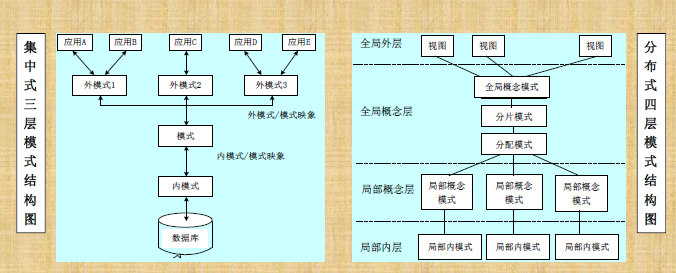 集中式三层模式结构图
应用A
应用B
应用C
应用D
应用E
外模式1
外模式2
外模式3
外模式/模式映象
模式
内模式/模式映象
内模式
数据库
全局外层
视图
视图
视图
全局概念模式
全局概念层
分片模式
分配模式
局部概念层
局部概念
模式
局部概念
模式
局部概念
模式
局部内层
局部内模式
局部内模式
局部内模式
分布式四层模式结构图